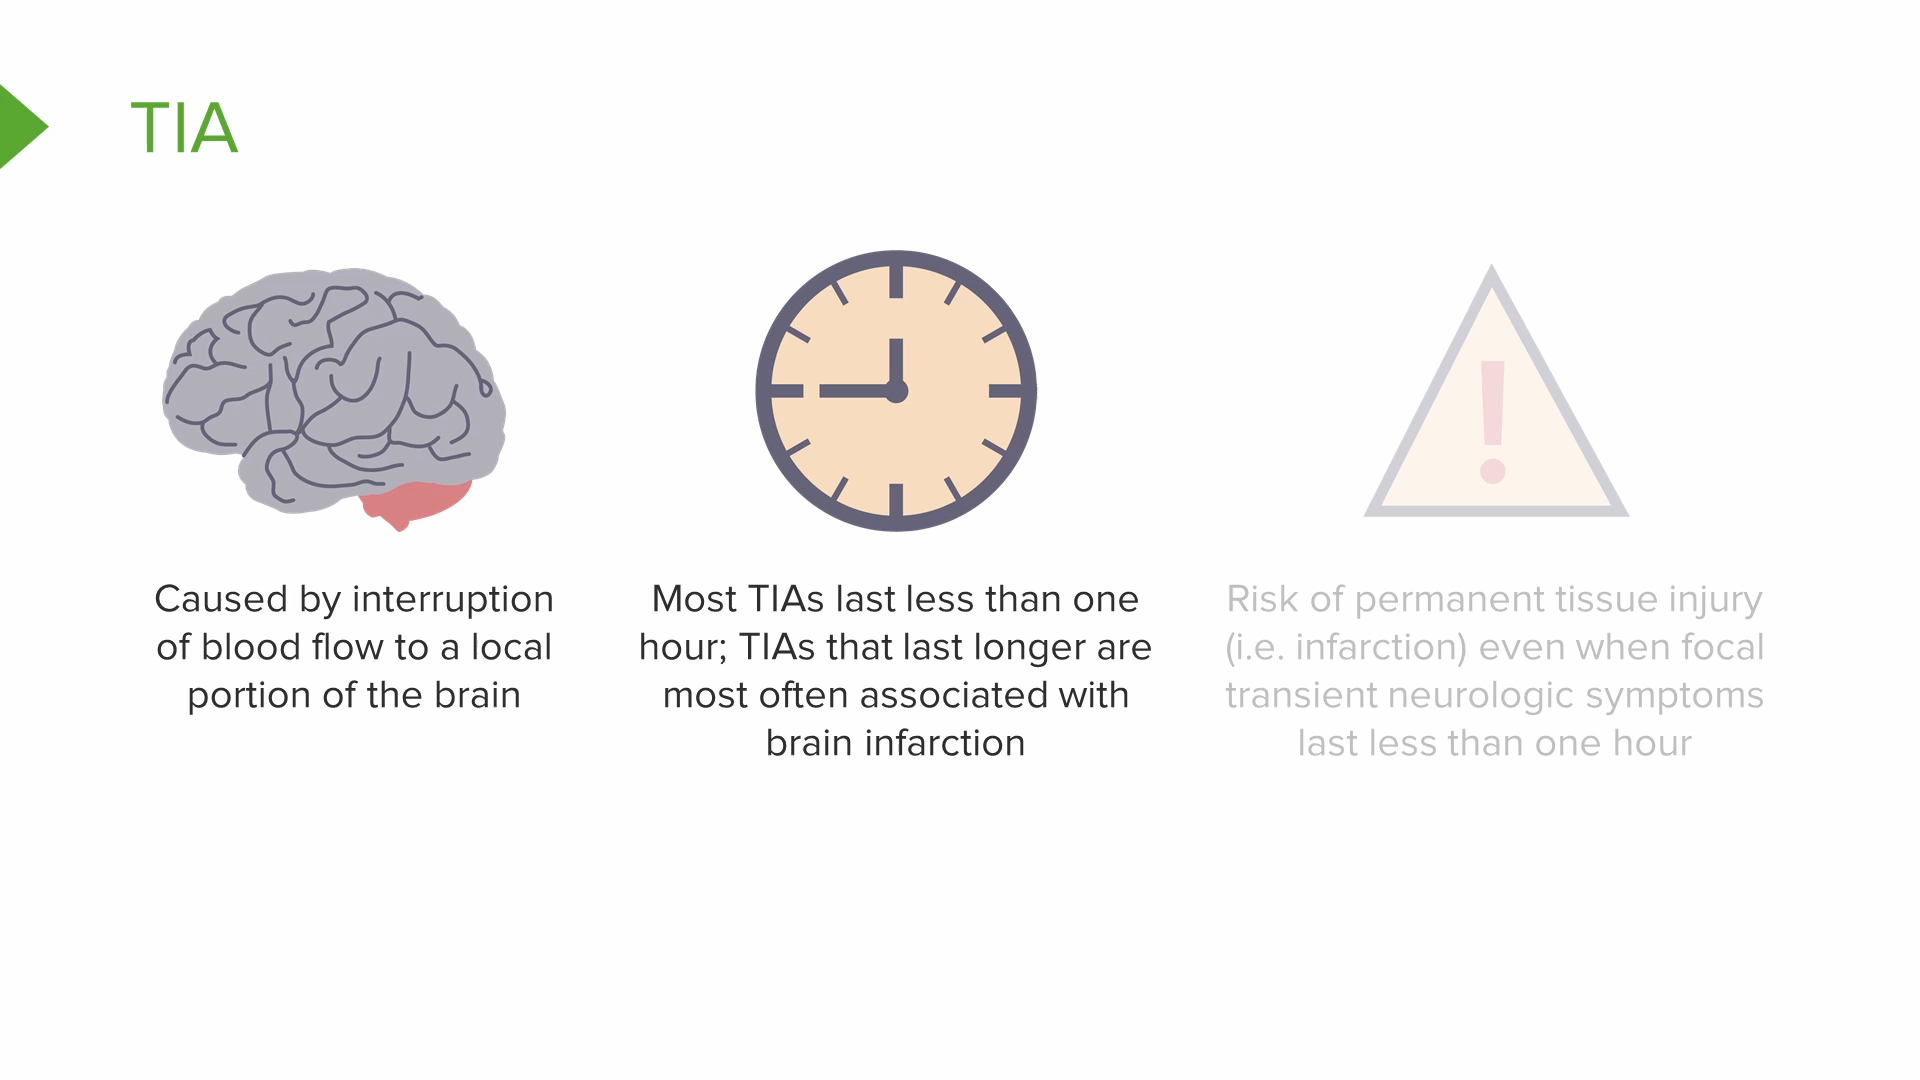 TIA
Caused by interruption
of blood flow to a local
portion of the brain
Most TIAs last less than one
hour; TIAs that last longer are
most often associated with
brain infarction
Risk of permanent tissue injury
(i.e. infarction) even when focal
transient neurologic symptoms
last less than one hour